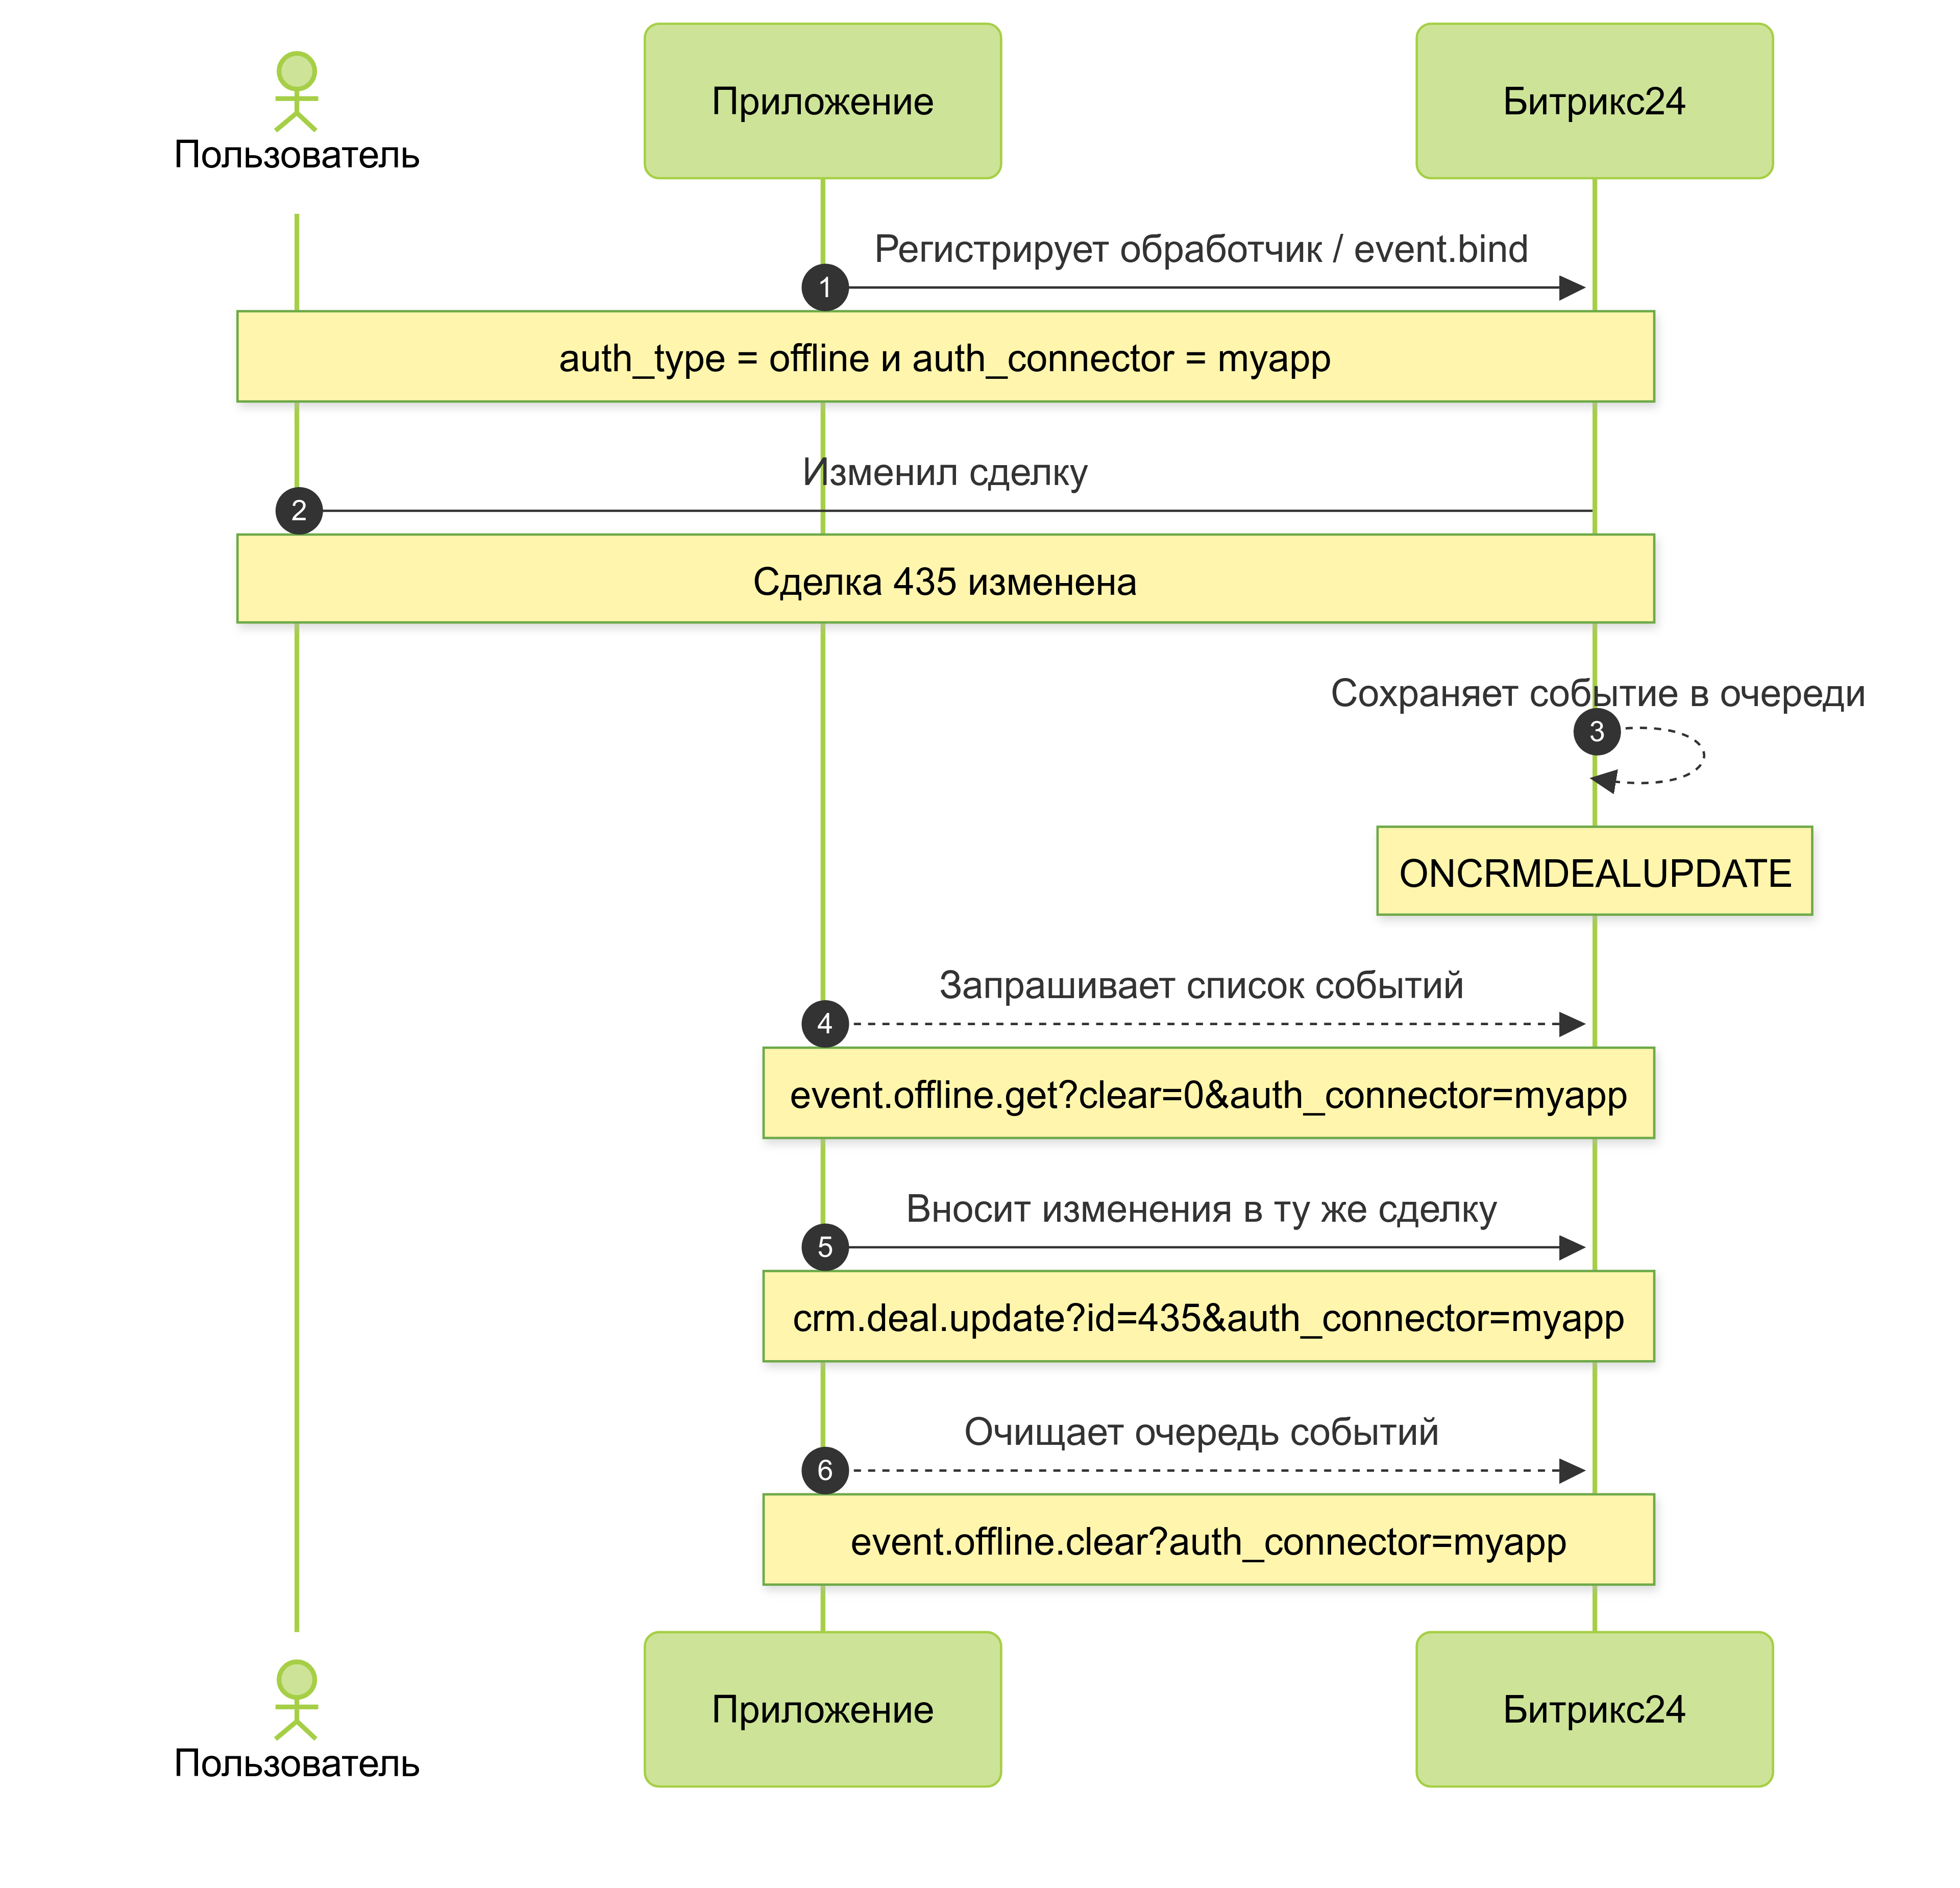 Пользователь
Приложение
Битрикс24
Регистрирует обработчик / event.bind
1
auth_type = offline и auth_connector = myapp
Изменил сделку
2
Сделка 435 изменена
Сохраняет событие в очереди
3
ONCRMDEALUPDATE
Запрашивает список событий
4
event.offline.get?clear=0&auth_connector=myapp
Вносит изменения в ту же сделку
5
crm.deal.update?id=435&auth_connector=myapp
Очищает очередь событий
6
event.offline.clear?auth_connector=myapp
Пользователь
Приложение
Битрикс24